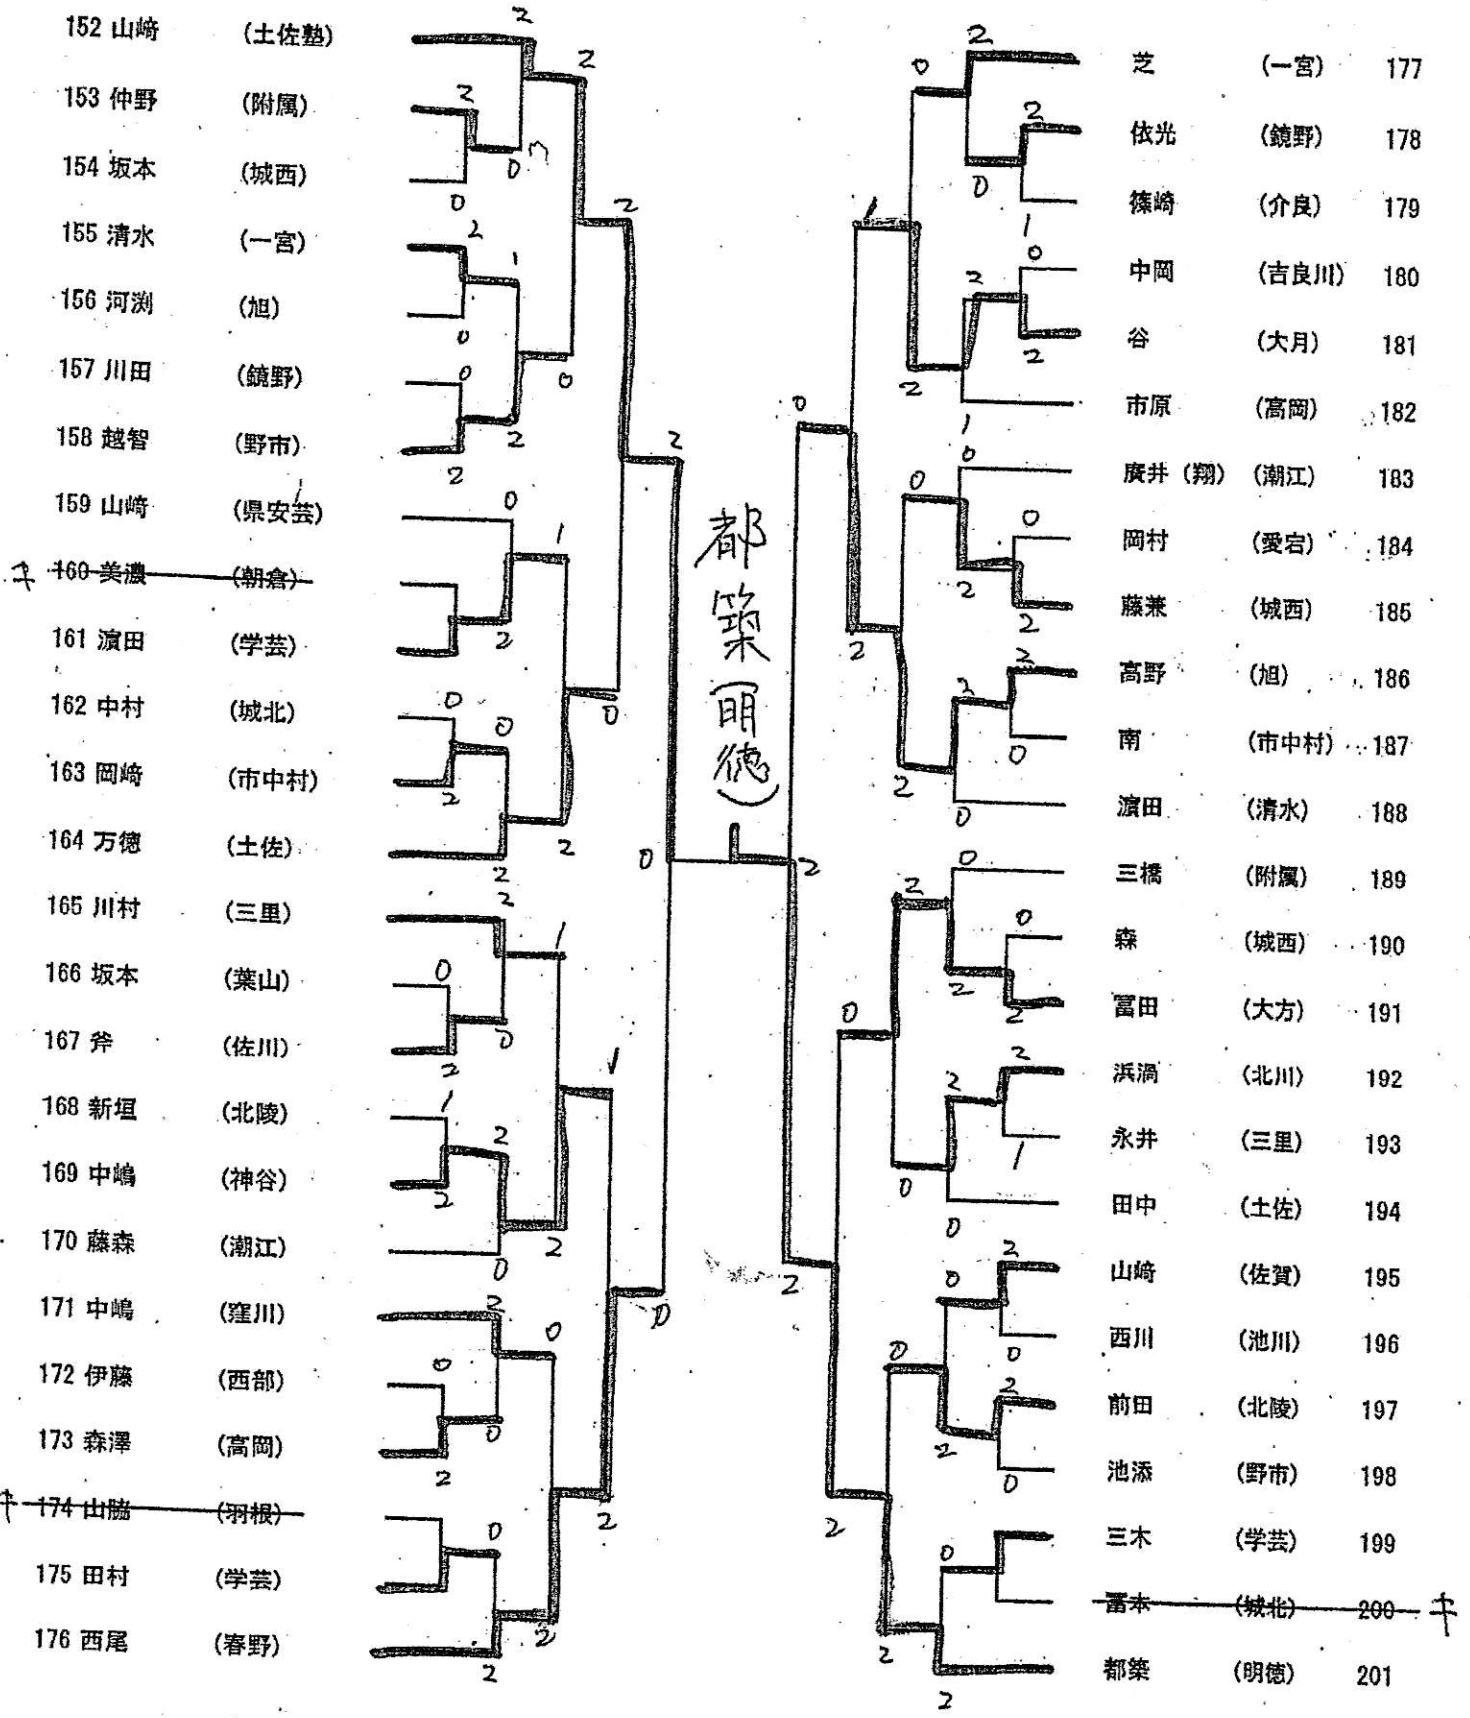 152 山﨑 (土佐塾)
153 仲野 (附属)
154 坂本 (城西)
155 清水 (一宮)
156 河渕 (旭)
157 川田 (鏡野)
158 越智 (野市)
159 山﨑 (県安芸)
キ 160 美濃 (朝倉)
161 濵田 (学芸)
162 中村 (城北)
163 岡﨑 (市中村)
164 万徳 (土佐)
165 川村 (三里)
166 坂本 (葉山)
167 斧 (佐川)
168 新垣 (北陵)
169 中嶋 (神谷)
170 藤森 (潮江)
171 中嶋 (窪川)
172 伊藤 (西部)
173 森澤 (高岡)
キ 174 山脇 (羽根)
175 田村 (学芸)
176 西尾 (春野)
都築(明徳)
芝 (一宮) 177
依光 (鏡野) 178
篠崎 (介良) 179
中岡 (吉良川) 180
谷 (大月) 181
市原 (高岡) 182
廣井(翔) (潮江) 183
岡村 (愛宕) 184
藤兼 (城西) 185
高野 (旭) 186
南 (市中村) 187
濵田 (清水) 188
三橋 (附属) 189
森 (城西) 190
冨田 (大方) 191
浜渦 (北川) 192
永井 (三里) 193
田中 (土佐) 194
山﨑 (佐賀) 195
西川 (池川) 196
前田 (北陵) 197
池添 (野市) 198
三木 (学芸) 199
冨本 (城北) 200 キ
都築 (明徳) 201